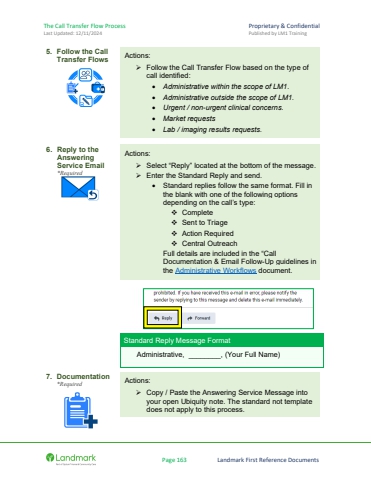 The Call Transfer Flow Process
Proprietary & Confidential
Last Updated: 12/11/2024
Published by LM1 Training
5. Follow the Call
Transfer Flows
Actions:
➢ Follow the Call Transfer Flow based on the type of
call identified:
• Administrative within the scope of LM1.
• Administrative outside the scope of LM1.
• Urgent / non-urgent clinical concerns.
• Market requests
• Lab / imaging results requests.
6. Reply to the
Answering
Service Email
*Required
Actions:
➢ Select “Reply” located at the bottom of the message.
➢ Enter the Standard Reply and send.
• Standard replies follow the same format. Fill in
the blank with one of the following options
depending on the call’s type:
❖ Complete
❖ Sent to Triage
❖ Action Required
❖ Central Outreach
Full details are included in the “Call
Documentation & Email Follow-Up guidelines in
the Administrative Workflows document.
prohibited. If you have received this e-mail in error, please notify the
sender by replying to this message and delete this e-mail immediately.
Reply
Forward
Standard Reply Message Format
Administrative, ________, (Your Full Name)
7. Documentation
*Required
Actions:
➢ Copy / Paste the Answering Service Message into
your open Ubiquity note. The standard not template
does not apply to this process.
Landmark
Page 163
Landmark First Reference Documents